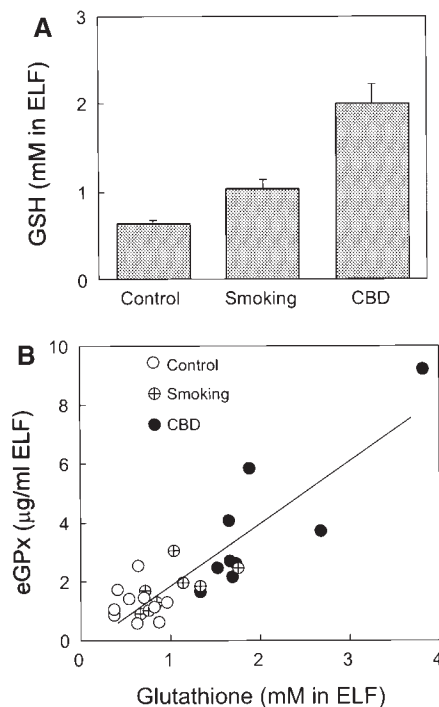 A
GSH (mM in ELF)
3
2
1
0
Control Smoking CBD
B
eGPx (µg/ml ELF)
10
8
6
4
2
0
Control
Smoking
CBD
0 1 2 3 4
Glutathione (mM in ELF)